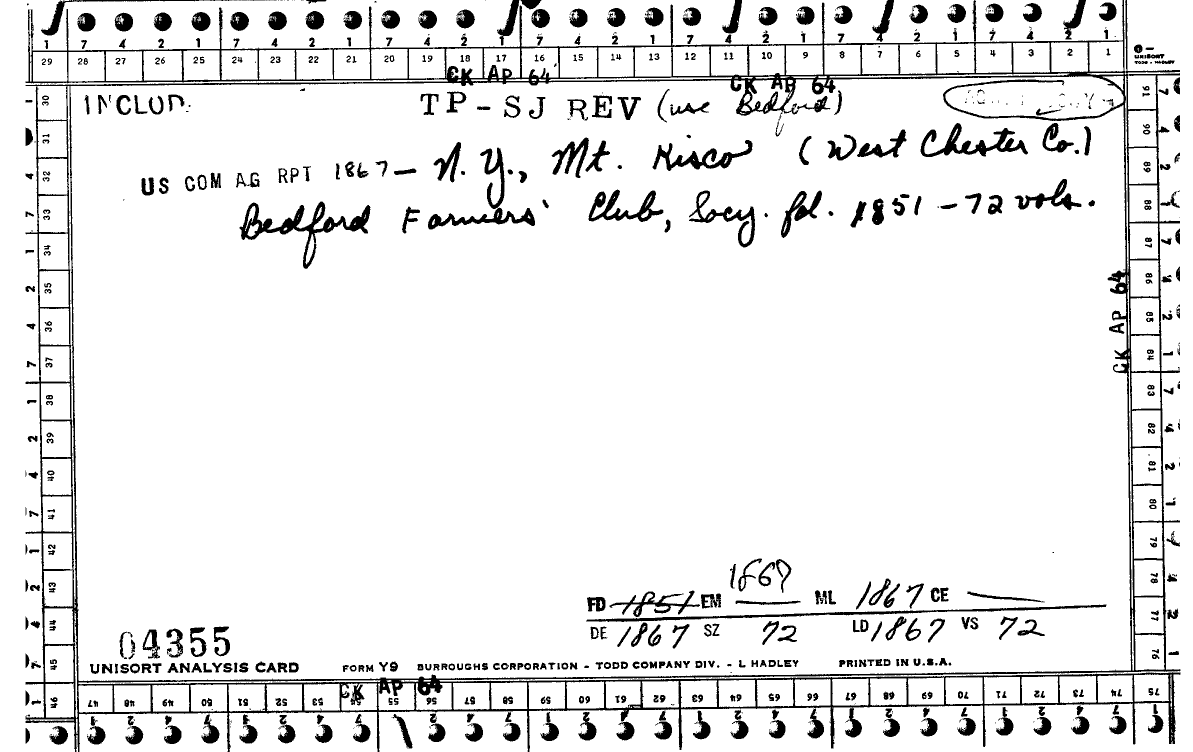 7 4 2 1 7 4 2 1 7 4 2 1 7 4 2 1 7 4 2 1 7 4 2 1 7 4 2 1
29 28 27 26 25 24 23 22 21 20 19 18 17 16 15 14 13 12 11 10 9 8 7 6 5 4 3 2 1
UNISORT
CK AP 64 CK AP 64
INCLUD. TP-SJ REV (use Bedford)
US COM AG RPT 1867 — N.Y., Mt. Kisco (West Chester Co.)
Bedford Farmers' Club, Socy. fd. 1851 - 72 vols.
30 31 32 33 34 35 36 37 38 39 40 41 42 43 44 45 46
91 90 89 88 87 86 85 84 83 82 81 80 79 78 77 76 75
CK AP 64
1867
FD 1851 EM ML 1867 CE —
DE 1867 SZ 72 LD 1867 VS 72
04355
UNISORT ANALYSIS CARD FORM Y9 BURROUGHS CORPORATION - TODD COMPANY DIV. - L HADLEY PRINTED IN U.S.A.
CK AP 64
47 48 49 50 51 52 53 54 55 56 57 58 59 60 61 62 63 64 65 66 67 68 69 70 71 72 73 74